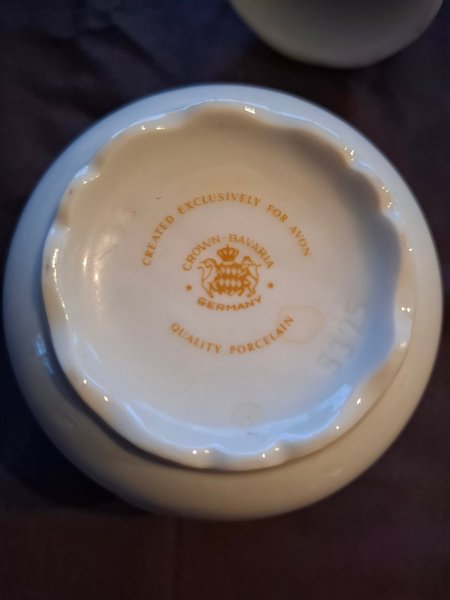 CREATED EXCLUSIVELY FOR AVON
CROWN-BAVARIA
GERMANY
QUALITY PORCELAIN